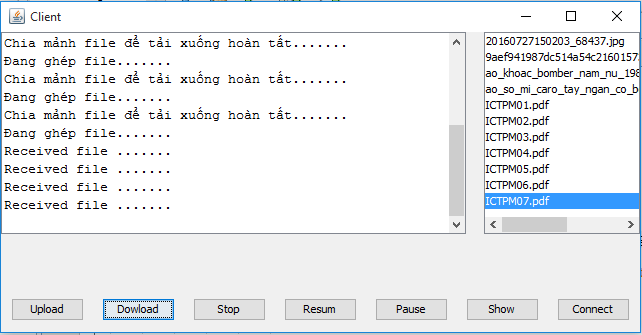 Client
Chia mảnh file để tải xuống hoàn tất.......
Đang ghép file.......
Chia mảnh file để tải xuống hoàn tất.......
Đang ghép file.......
Chia mảnh file để tải xuống hoàn tất.......
Đang ghép file.......
Received file .......
Received file .......
Received file .......
Received file .......
20160727150203_68437.jpg
9aef941987dc514a54c2160157
ao_khoac_bomber_nam_nu_198
ao_so_mi_caro_tay_ngan_co_b
ICTPM01.pdf
ICTPM02.pdf
ICTPM03.pdf
ICTPM04.pdf
ICTPM05.pdf
ICTPM06.pdf
ICTPM07.pdf
Upload Dowload Stop Resum Pause Show Connect